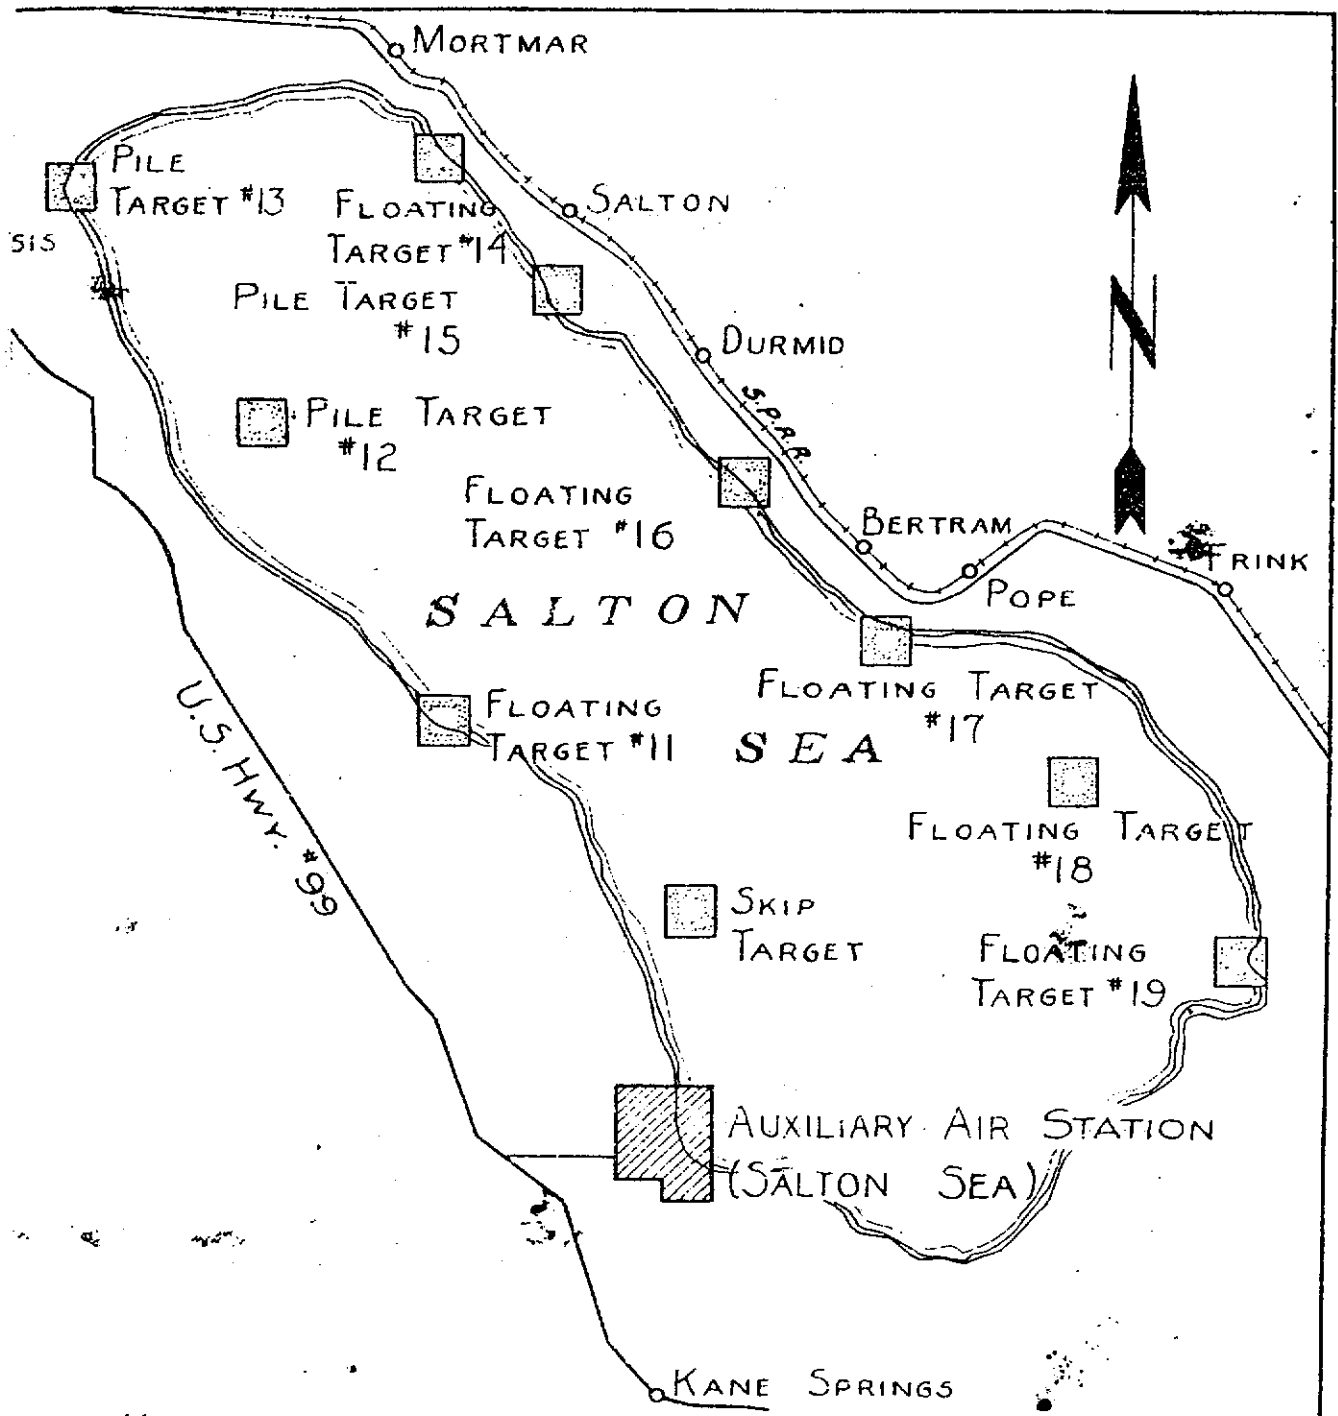 MORTMAR
PILE
TARGET #13
FLOATING
TARGET #14
SALTON
SIS
PILE TARGET
#15
DURMID
S.P.R.R.
PILE TARGET
#12
FLOATING
TARGET #16
BERTRAM
N
FRINK
POPE
SALTON
SEA
FLOATING TARGET
#17
FLOATING
TARGET #11
U.S. HWY. #99
FLOATING TARGET
#18
SKIP
TARGET
FLOATING
TARGET #19
AUXILIARY AIR STATION
(SALTON SEA)
KANE SPRINGS